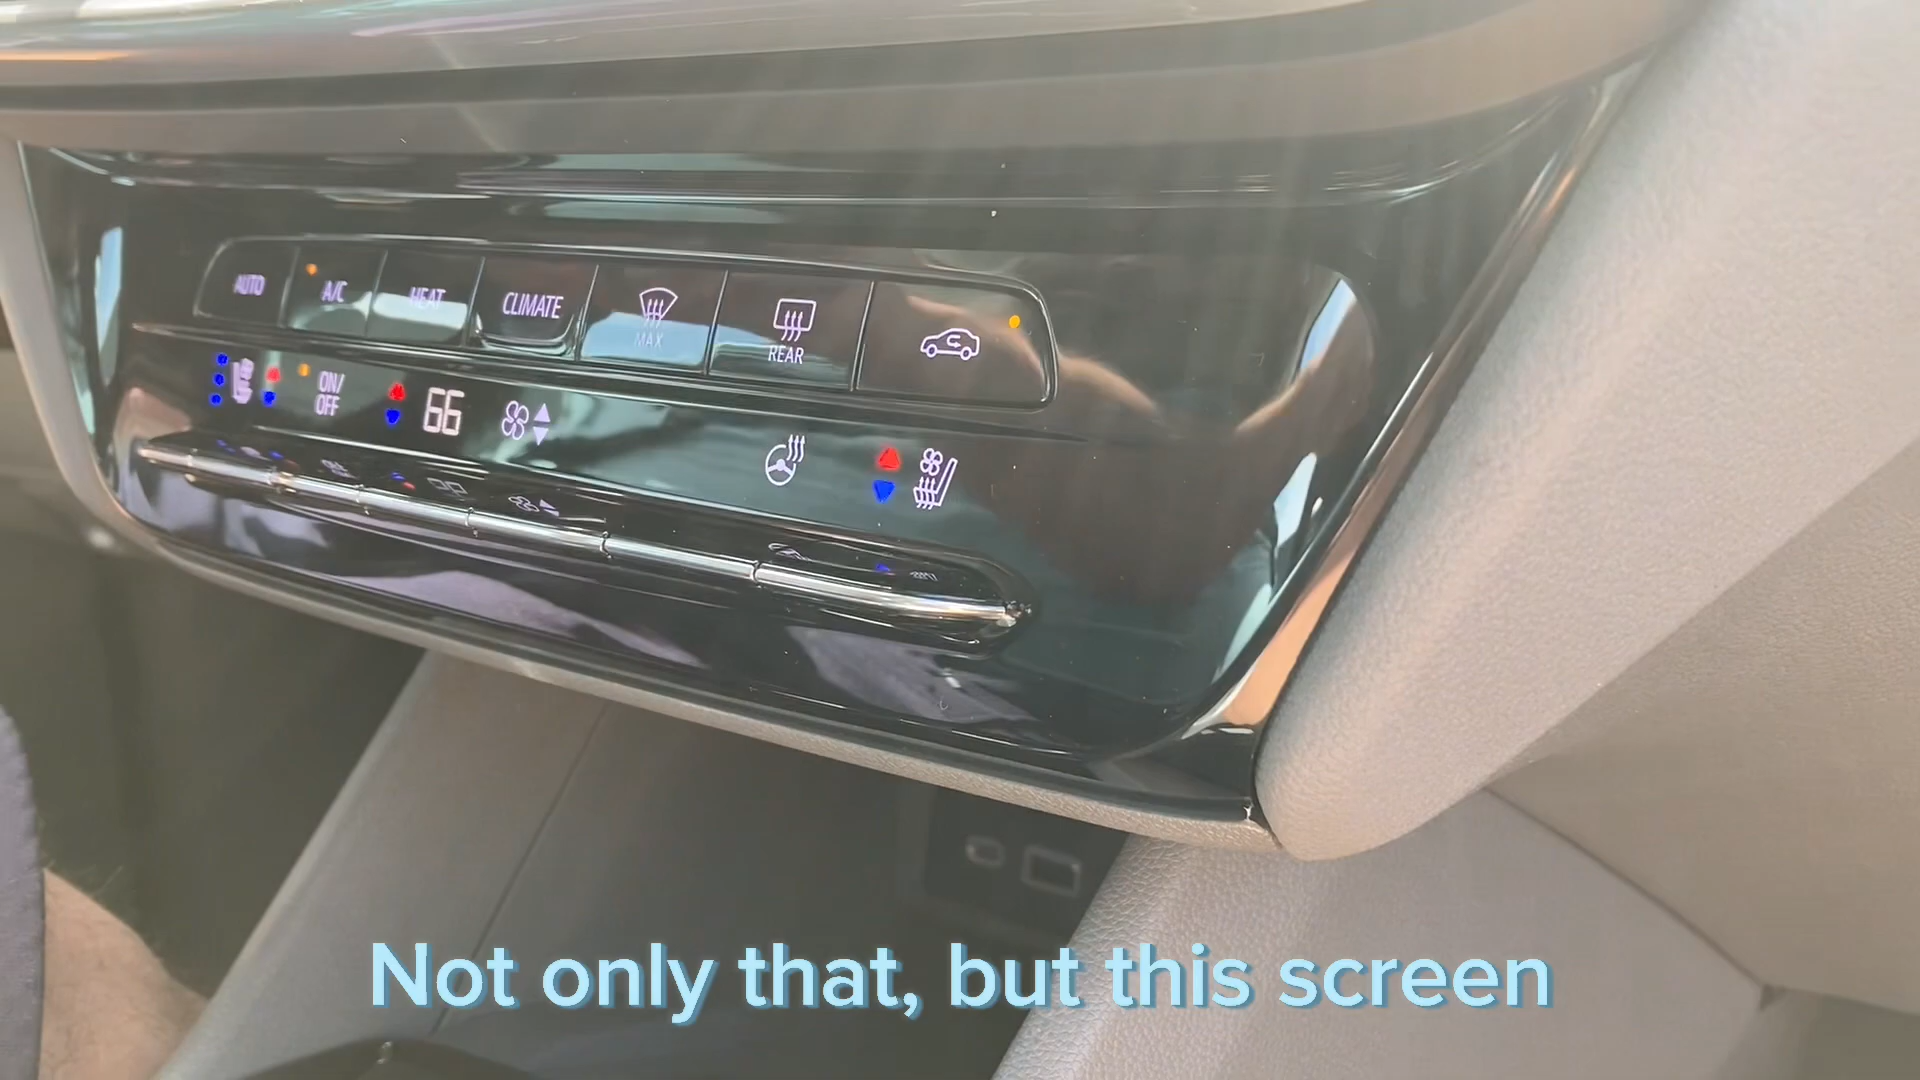 AUTO
A/C
HEAT
CLIMATE
MAX
REAR
ON/
OFF
66
Not only that, but this screen